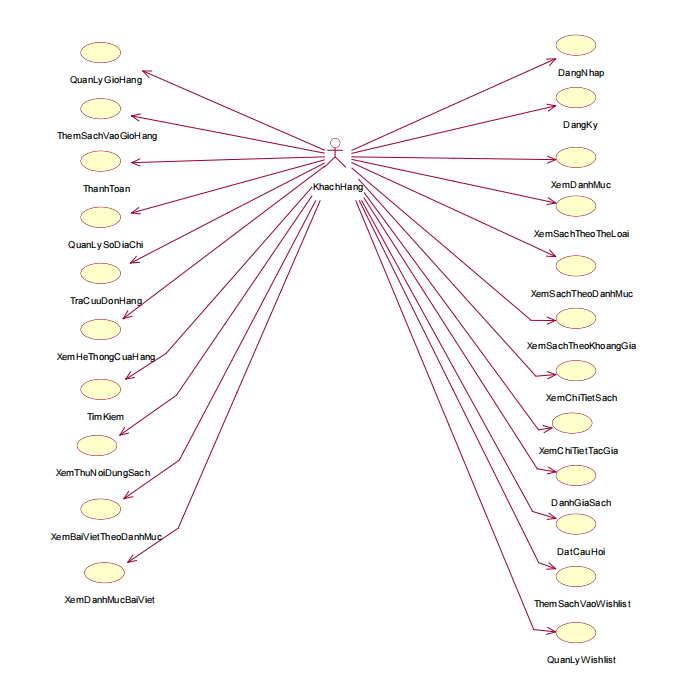 QuanLyGioHang
ThemSachVaoGioHang
ThanhToan
QuanLySoDiaChi
TraCuuDonHang
XemHeThongCuaHang
TimKiem
XemThuNoiDungSach
XemBaiVietTheoDanhMuc
XemDanhMucBaiViet
KhachHang
DangNhap
DangKy
XemDanhMuc
XemSachTheoTheLoai
XemSachTheoDanhMuc
XemSachTheoKhoangGia
XemChiTietSach
XemChiTietTacGia
DanhGiaSach
DatCauHoi
ThemSachVaoWishlist
QuanLyWishlist